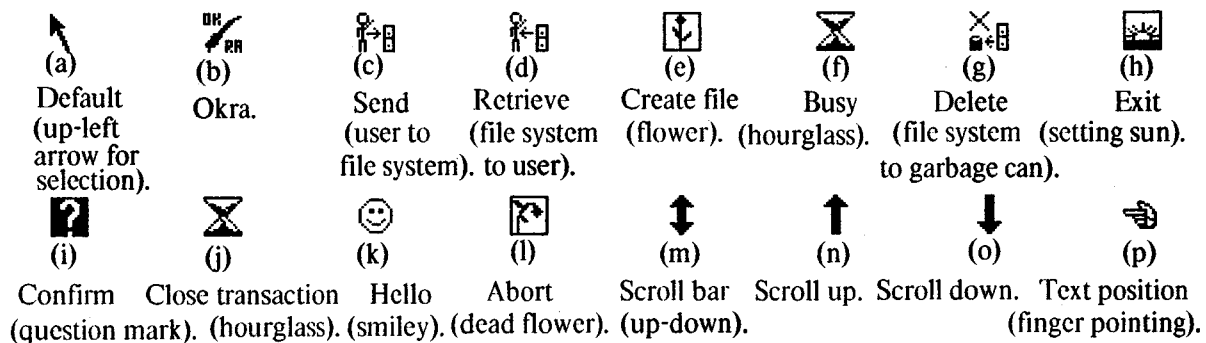 OK
RA
(a) (b) (c) (d) (e) (f) (g) (h)
Default Okra. Send Retrieve Create file Busy Delete Exit
(up-left (user to (file system (flower). (hourglass). (file system (setting sun).
arrow for file system). to user). to garbage can).
selection).
?
(i) (j) (k) (l) (m) (n) (o) (p)
Confirm Close transaction Hello Abort Scroll bar Scroll up. Scroll down. Text position
(question mark). (hourglass). (smiley). (dead flower). (up-down). (finger pointing).